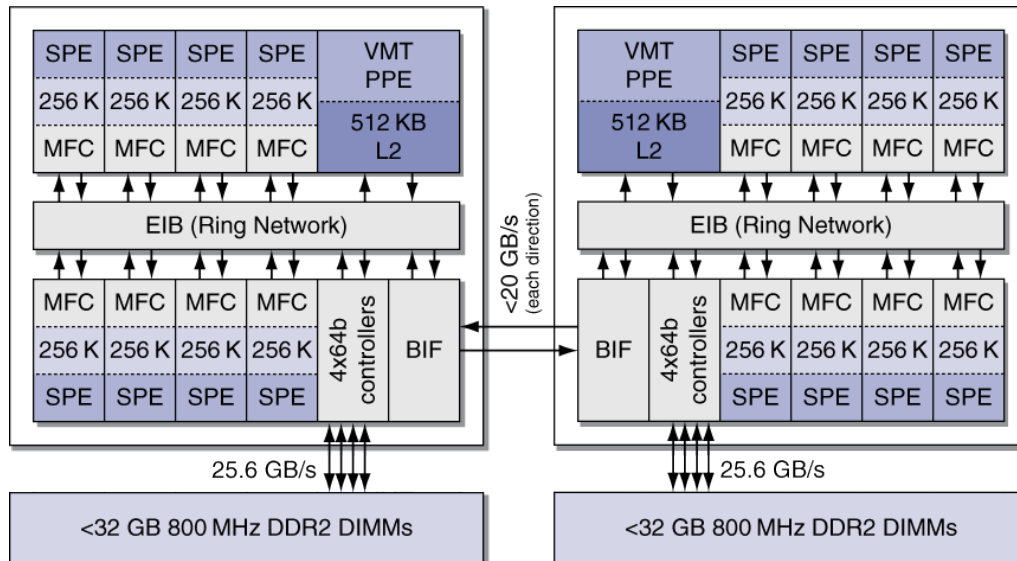 SPE SPE SPE SPE VMT
PPE
256 K 256 K 256 K 256 K
512 KB
L2
MFC MFC MFC MFC
EIB (Ring Network)
MFC MFC MFC MFC
256 K 256 K 256 K 256 K
SPE SPE SPE SPE
4x64b
controllers
BIF
25.6 GB/s
<32 GB 800 MHz DDR2 DIMMs
<20 GB/s
(each direction)
VMT
PPE
SPE SPE SPE SPE
256 K 256 K 256 K 256 K
512 KB
L2
MFC MFC MFC MFC
EIB (Ring Network)
BIF
4x64b
controllers
MFC MFC MFC MFC
256 K 256 K 256 K 256 K
SPE SPE SPE SPE
25.6 GB/s
<32 GB 800 MHz DDR2 DIMMs